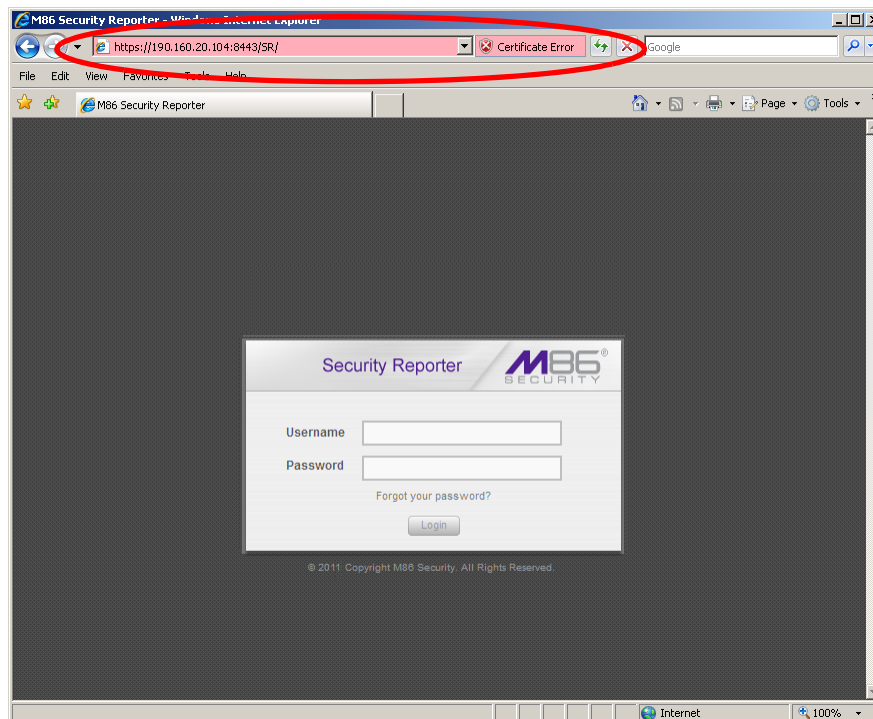 M86 Security Reporter - Windows Internet Explorer
https://190.160.20.104:8443/SR/
Certificate Error
Google
File Edit View Favorites Tools Help
M86 Security Reporter
Page
Tools
Security Reporter
M86®
SECURITY
Username
Password
Forgot your password?
Login
© 2011 Copyright M86 Security. All Rights Reserved.
Internet
100%